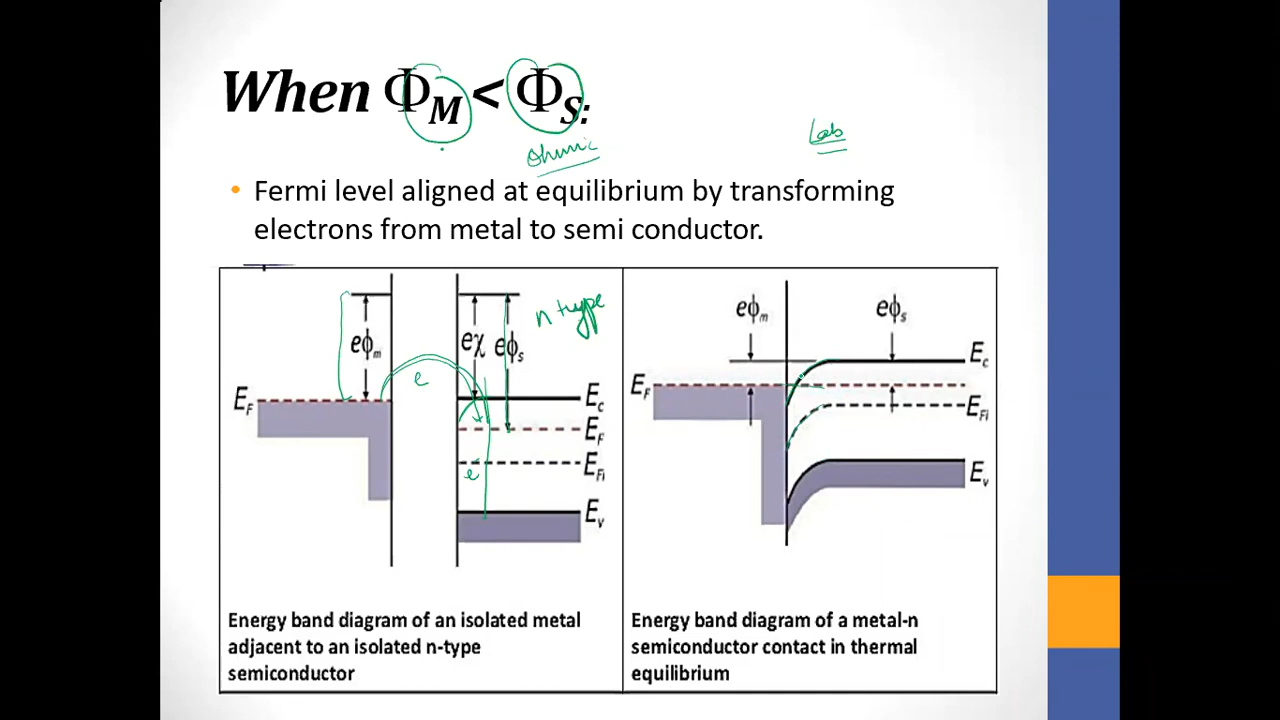 When Φ_M < Φ_S:
ohmic
Lab
• Fermi level aligned at equilibrium by transforming
electrons from metal to semi conductor.
eϕm
eχ
eϕs
n type
e
EF
Ec
EF
EFi
e
Ev
Energy band diagram of an isolated metal
adjacent to an isolated n-type
semiconductor
eϕm
eϕs
Ec
EF
EFi
Ev
Energy band diagram of a metal-n
semiconductor contact in thermal
equilibrium